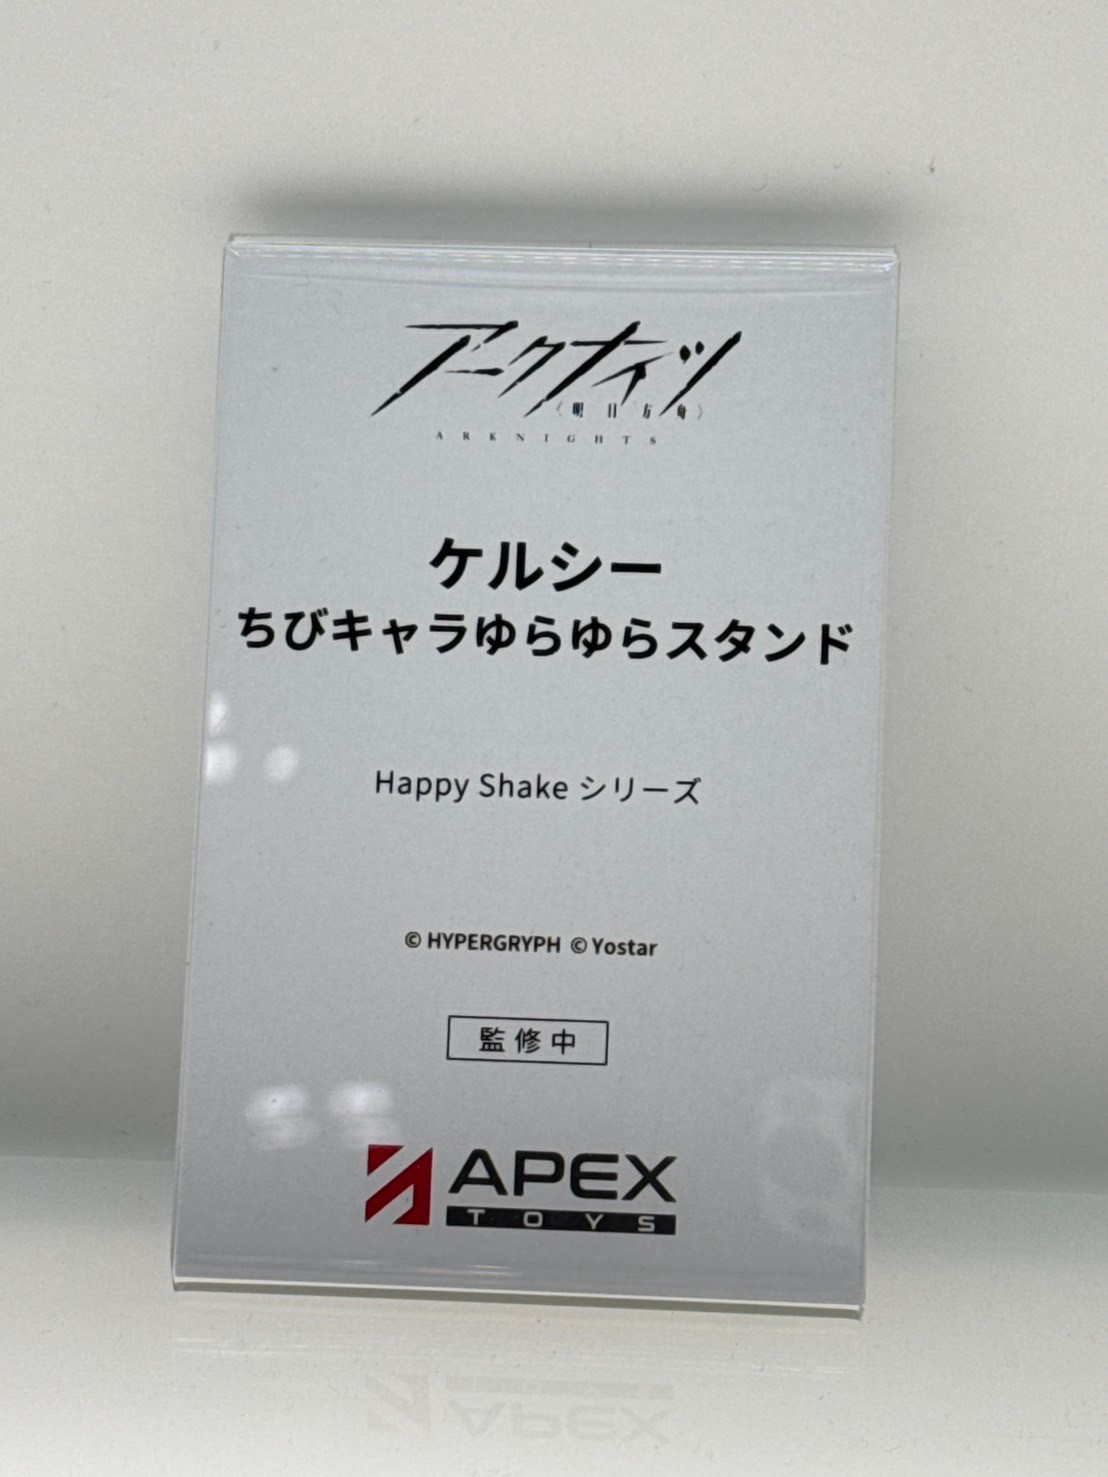 アークナイツ
〈明日方舟〉
ARKNIGHTS
ケルシー
ちびキャラゆらゆらスタンド
Happy Shake シリーズ
© HYPERGRYPH © Yostar
監修中
APEX
TOYS